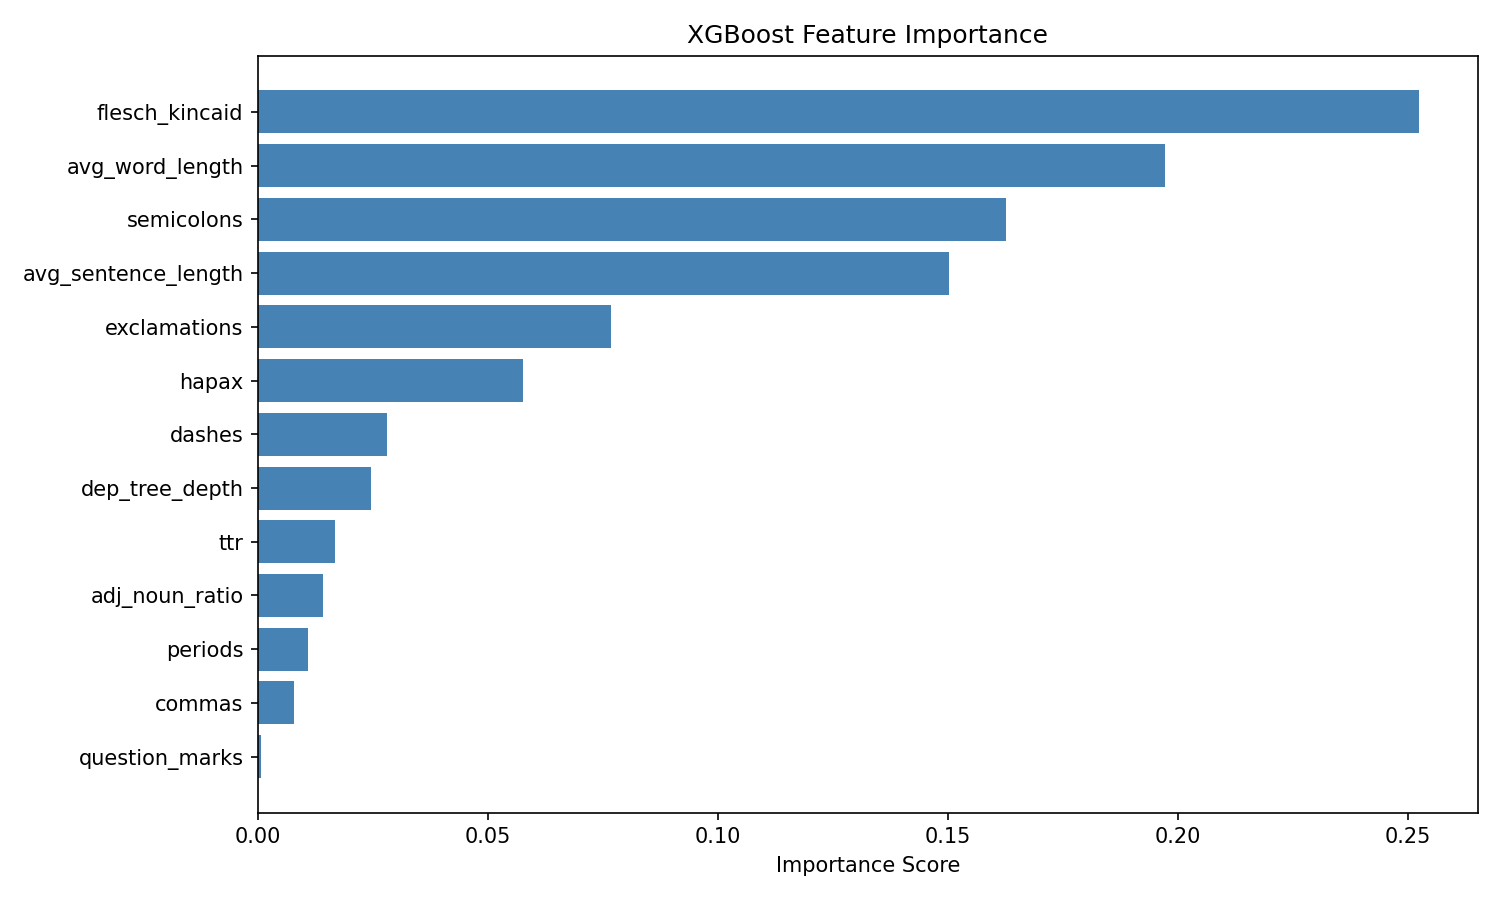 XGBoost Feature Importance
flesch_kincaid
avg_word_length
semicolons
avg_sentence_length
exclamations
hapax
dashes
dep_tree_depth
ttr
adj_noun_ratio
periods
commas
question_marks
0.00 0.05 0.10 0.15 0.20 0.25
Importance Score